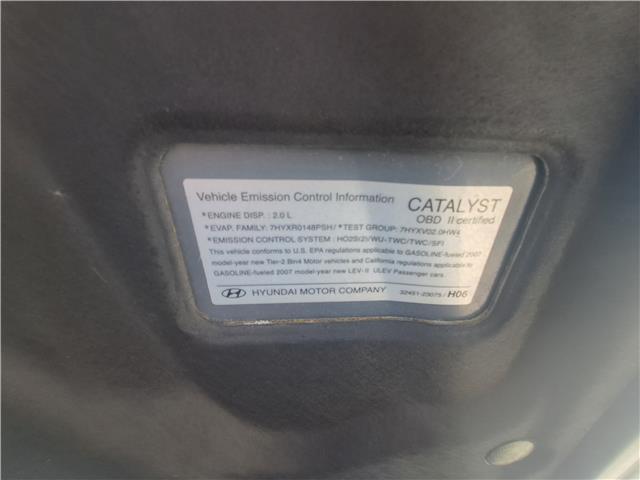 Vehicle Emission Control Information
CATALYST
OBD II certified
*ENGINE DISP. : 2.0 L
*EVAP. FAMILY: 7HYXR0148PSH/*TEST GROUP: 7HYXV02.0HW4
*EMISSION CONTROL SYSTEM : HO2S(2)/WU-TWC/TWC/SFI
This vehicle conforms to U.S. EPA regulations applicable to GASOLINE-fueled 2007
model-year new Tier-2 Bin4 Motor vehicles and California regulations applicable to
GASOLINE-fueled 2007 model-year new LEV-II ULEV Passenger cars.
HYUNDAI MOTOR COMPANY 32451-23075 / H06